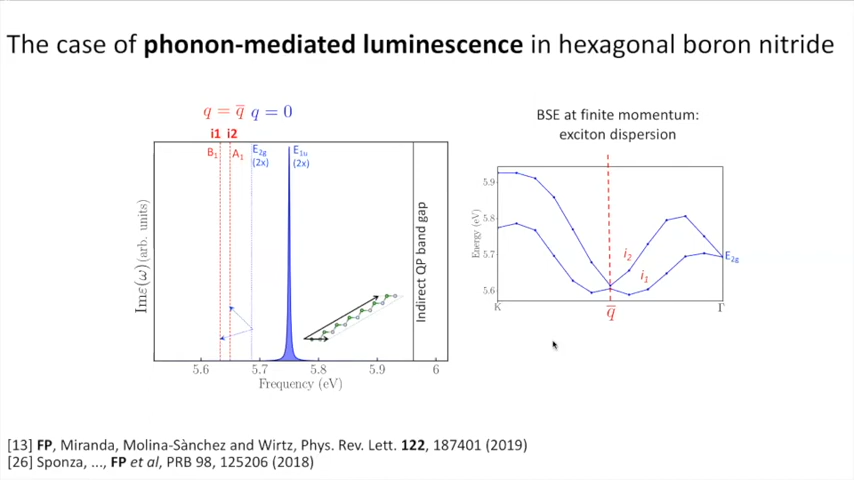 The case of phonon-mediated luminescence in hexagonal boron nitride
q = q̅ q = 0
i1 i2
B₁ A₁ E₂g (2x) E₁u (2x)
Imε(ω)(arb. units)
Indirect QP band gap
5.6 5.7 5.8 5.9 6
Frequency (eV)
BSE at finite momentum:
exciton dispersion
Energy (eV)
5.9
5.8
5.7
5.6
i₂
i₁
E₂g
K q̅ Γ
[13] FP, Miranda, Molina-Sànchez and Wirtz, Phys. Rev. Lett. 122, 187401 (2019)
[26] Sponza, ..., FP et al, PRB 98, 125206 (2018)